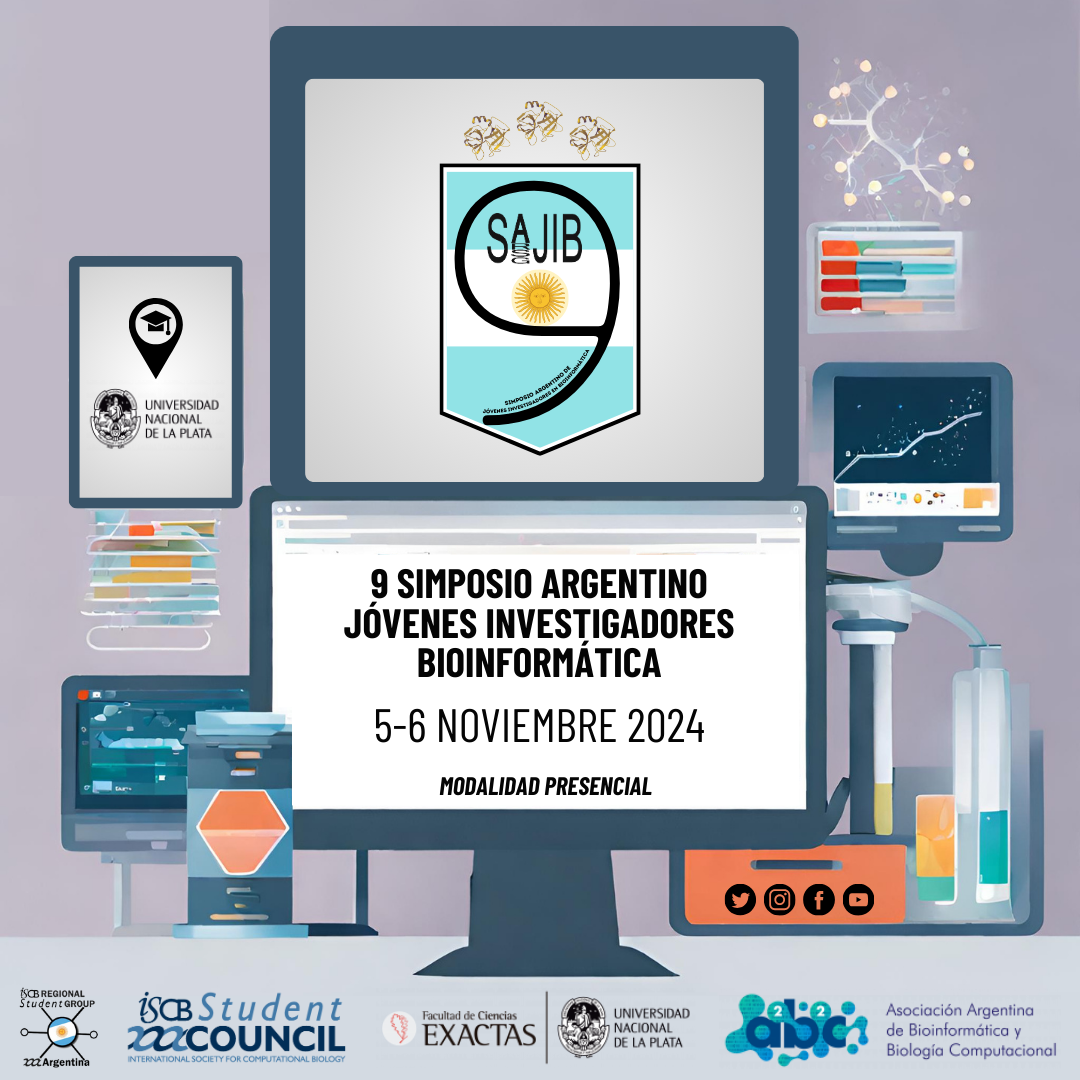 SAJIB
SIMPOSIO ARGENTINO DE
JÓVENES INVESTIGADORES EN BIOINFORMÁTICA
UNIVERSIDAD
NACIONAL
DE LA PLATA
9 SIMPOSIO ARGENTINO
JÓVENES INVESTIGADORES
BIOINFORMÁTICA
5-6 NOVIEMBRE 2024
MODALIDAD PRESENCIAL
iSCB REGIONAL
Student GROUP
Argentina
iSCB Student
COUNCIL
INTERNATIONAL SOCIETY FOR COMPUTATIONAL BIOLOGY
Facultad de Ciencias
EXACTAS
UNIVERSIDAD
NACIONAL
DE LA PLATA
a2b2c
Asociación Argentina
de Bioinformática y
Biología Computacional